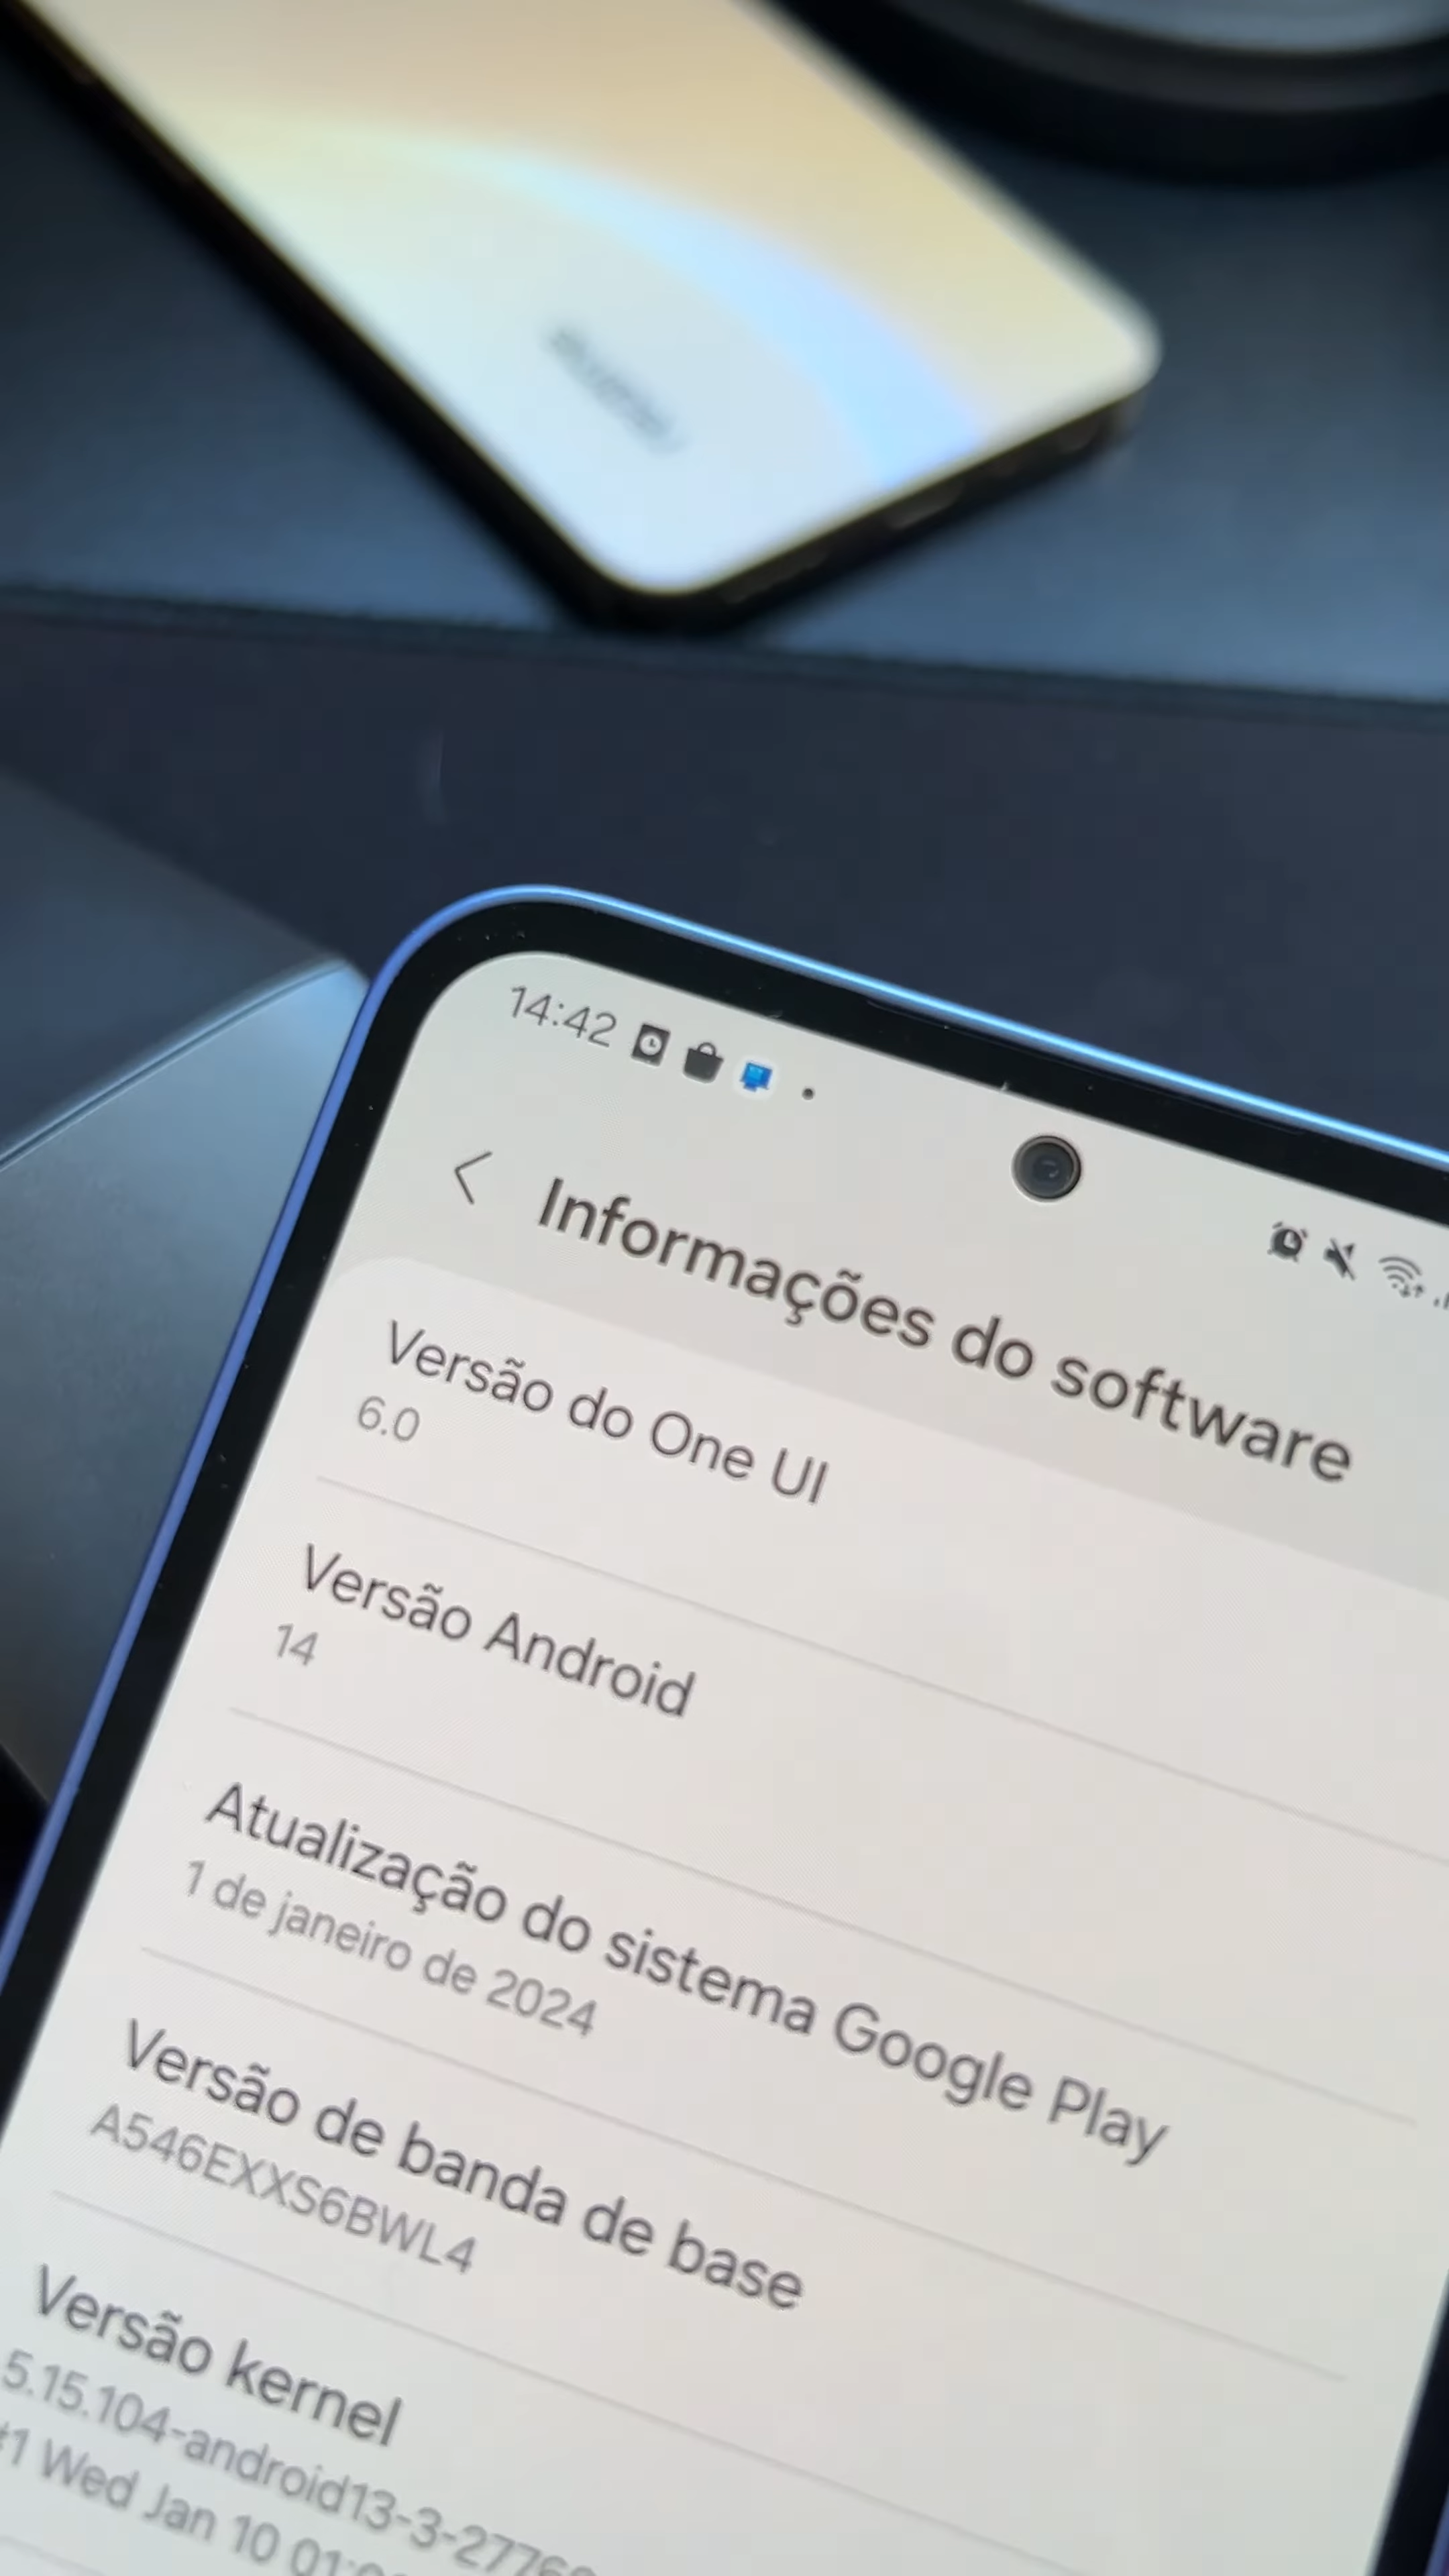 14:42
Informações do software
Versão do One UI
6.0
Versão Android
14
Atualização do sistema Google Play
1 de janeiro de 2024
Versão de banda de base
A546EXXS6BWL4
Versão kernel
5.15.104-android13-3-2776
#1 Wed Jan 10 01: